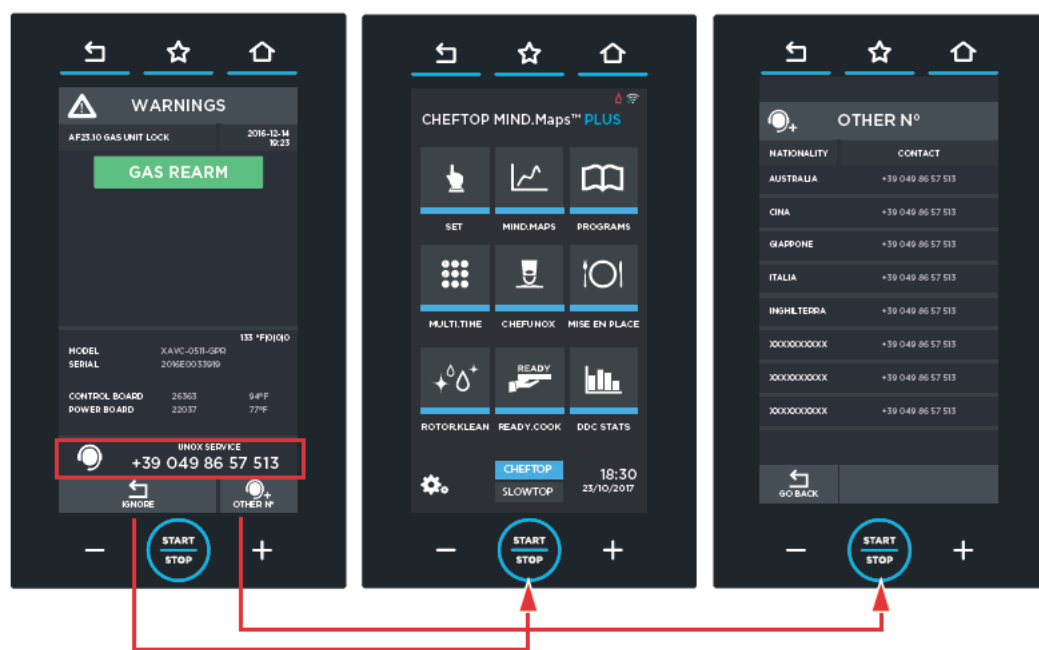 WARNINGS
AF23.10 GAS UNIT LOCK 2016-12-14
19:23
GAS REARM
133 °F|0|0|0
MODEL XAVC-0511-GPR
SERIAL 2016E0033919
CONTROL BOARD 26363 94°F
POWER BOARD 22037 77°F
UNOX SERVICE
+39 049 86 57 513
IGNORE OTHER N°
START
STOP
CHEFTOP MIND.Maps™ PLUS
SET MIND.MAPS PROGRAMS
MULTI.TIME CHEFUNOX MISE EN PLACE
READY
ROTOR.KLEAN READY.COOK DDC STATS
CHEFTOP
SLOWTOP
18:30
23/10/2017
START
STOP
OTHER N°
NATIONALITY CONTACT
AUSTRALIA +39 049 86 57 513
CINA +39 049 86 57 513
GIAPPONE +39 049 86 57 513
ITALIA +39 049 86 57 513
INGHILTERRA +39 049 86 57 513
XXXXXXXXXX +39 049 86 57 513
XXXXXXXXXX +39 049 86 57 513
XXXXXXXXXX +39 049 86 57 513
GO BACK
START
STOP